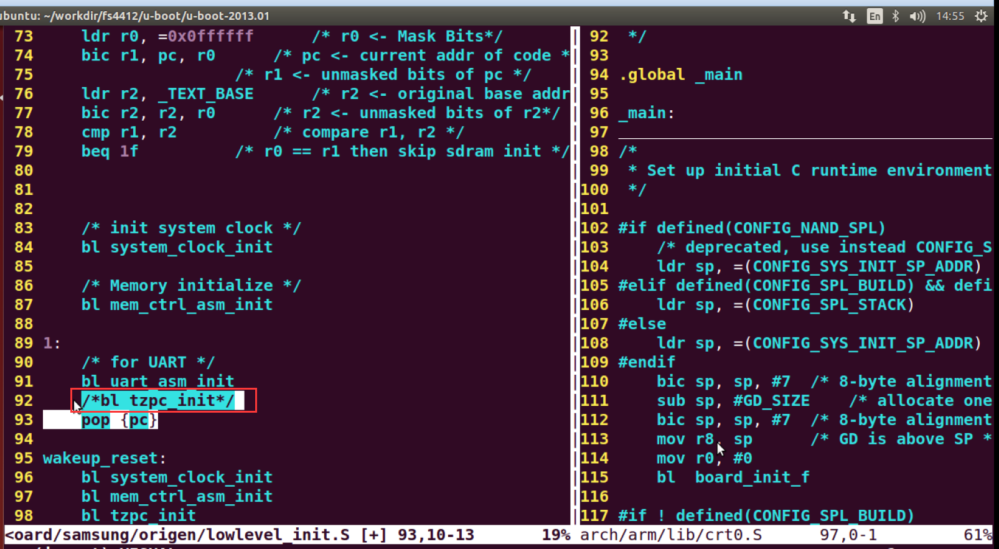 ubuntu: ~/workdir/fs4412/u-boot/u-boot-2013.01
En
14:55
73 ldr r0, =0x0ffffff /* r0 <- Mask Bits*/
74 bic r1, pc, r0 /* pc <- current addr of code *
75 /* r1 <- unmasked bits of pc */
76 ldr r2, _TEXT_BASE /* r2 <- original base addr
77 bic r2, r2, r0 /* r2 <- unmasked bits of r2*/
78 cmp r1, r2 /* compare r1, r2 */
79 beq 1f /* r0 == r1 then skip sdram init */
80
81
82
83 /* init system clock */
84 bl system_clock_init
85
86 /* Memory initialize */
87 bl mem_ctrl_asm_init
88
89 1:
90 /* for UART */
91 bl uart_asm_init
92 /*bl tzpc_init*/
93 pop {pc}
94
95 wakeup_reset:
96 bl system_clock_init
97 bl mem_ctrl_asm_init
98 bl tzpc_init
<oard/samsung/origen/lowlevel_init.S [+] 93,10-13 19%
92 */
93
94 .global _main
95
96 _main:
97
98 /*
99 * Set up initial C runtime environment
100 */
101
102 #if defined(CONFIG_NAND_SPL)
103 /* deprecated, use instead CONFIG_S
104 ldr sp, =(CONFIG_SYS_INIT_SP_ADDR)
105 #elif defined(CONFIG_SPL_BUILD) && defi
106 ldr sp, =(CONFIG_SPL_STACK)
107 #else
108 ldr sp, =(CONFIG_SYS_INIT_SP_ADDR)
109 #endif
110 bic sp, sp, #7 /* 8-byte alignment
111 sub sp, #GD_SIZE /* allocate one
112 bic sp, sp, #7 /* 8-byte alignment
113 mov r8, sp /* GD is above SP *
114 mov r0, #0
115 bl board_init_f
116
117 #if ! defined(CONFIG_SPL_BUILD)
arch/arm/lib/crt0.S 97,0-1 61%